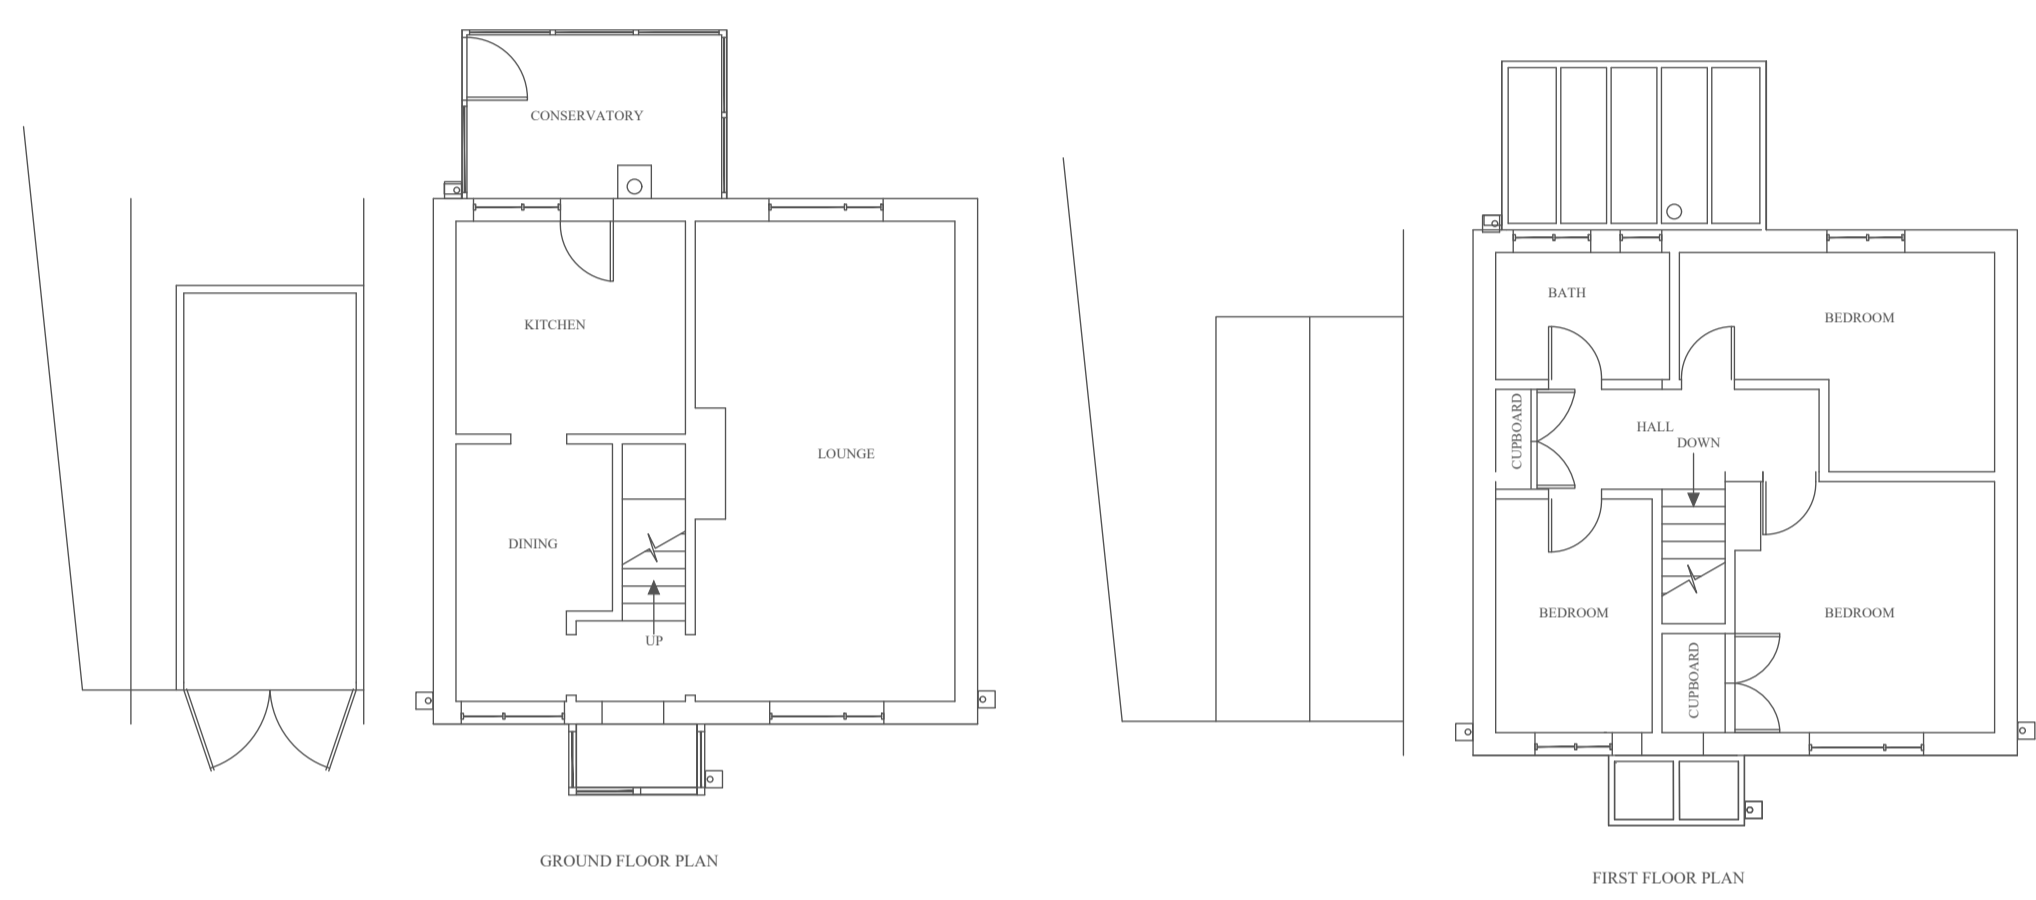 CONSERVATORY
KITCHEN
LOUNGE
DINING
UP
GROUND FLOOR PLAN
BATH
BEDROOM
CUPBOARD
HALL
DOWN
BEDROOM
BEDROOM
CUPBOARD
FIRST FLOOR PLAN